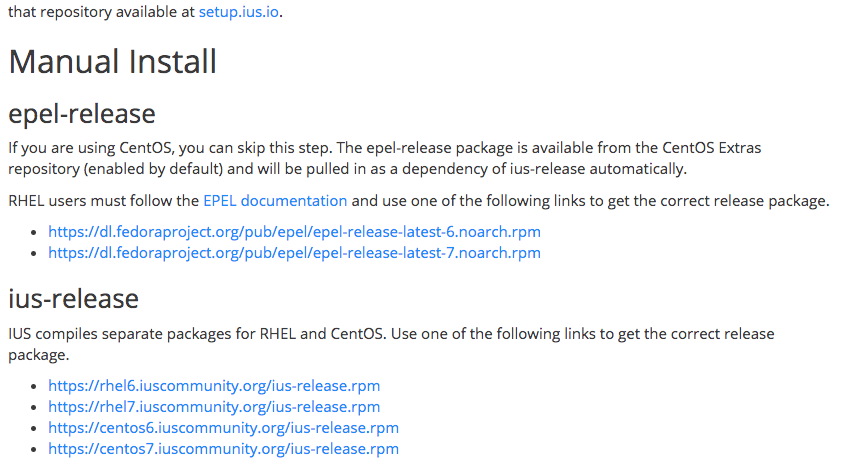 that repository available at setup.ius.io.
Manual Install
epel-release
If you are using CentOS, you can skip this step. The epel-release package is available from the CentOS Extras
repository (enabled by default) and will be pulled in as a dependency of ius-release automatically.
RHEL users must follow the EPEL documentation and use one of the following links to get the correct release package.
• https://dl.fedoraproject.org/pub/epel/epel-release-latest-6.noarch.rpm
• https://dl.fedoraproject.org/pub/epel/epel-release-latest-7.noarch.rpm
ius-release
IUS compiles separate packages for RHEL and CentOS. Use one of the following links to get the correct release
package.
• https://rhel6.iuscommunity.org/ius-release.rpm
• https://rhel7.iuscommunity.org/ius-release.rpm
• https://centos6.iuscommunity.org/ius-release.rpm
• https://centos7.iuscommunity.org/ius-release.rpm